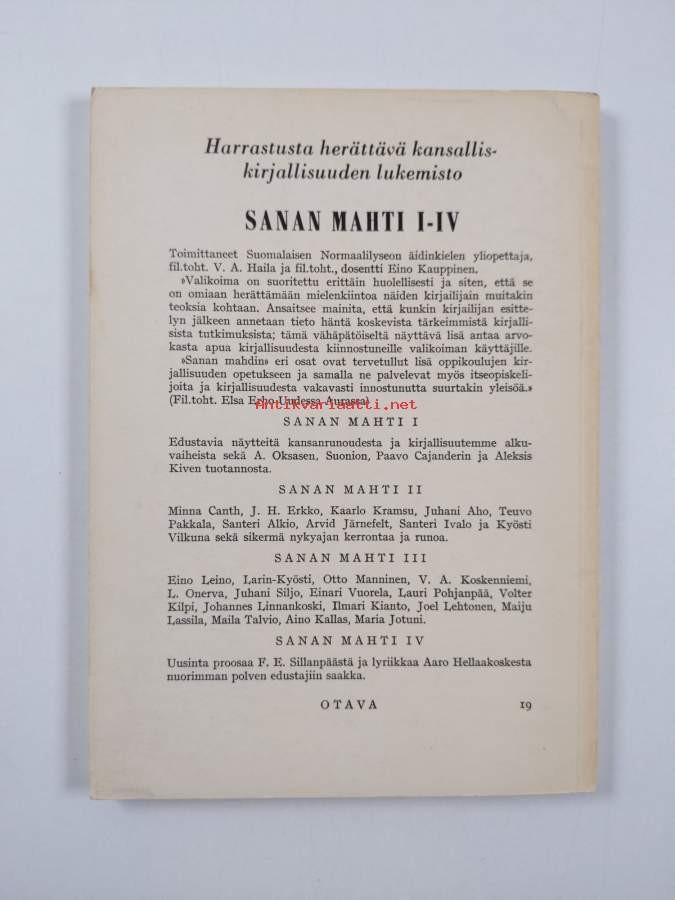 Harrastusta herättävä kansallis-
kirjallisuuden lukemisto
SANAN MAHTI I-IV
Toimittaneet Suomalaisen Normaalilyseon äidinkielen yliopettaja,
fil.toht. V. A. Haila ja fil.toht., dosentti Eino Kauppinen.
»Valikoima on suoritettu erittäin huolellisesti ja siten, että se
on omiaan herättämään mielenkiintoa näiden kirjailijain muitakin
teoksia kohtaan. Ansaitsee mainita, että kunkin kirjailijan esitte-
lyn jälkeen annetaan tieto häntä koskevista tärkeimmistä kirjalli-
sista tutkimuksista; tämä vähäpätöiseltä näyttävä lisä antaa arvo-
kasta apua kirjallisuudesta kiinnostuneille valikoiman käyttäjille.
»Sanan mahdin» eri osat ovat tervetullut lisä oppikoulujen kir-
jallisuuden opetukseen ja samalla ne palvelevat myös itseopiskeli-
joita ja kirjallisuudesta vakavasti innostunutta suurtakin yleisöä.»
(Fil.toht. Elsa Erho Uudessa Aurassa)
Antikvariaatti.net
SANAN MAHTI I
Edustavia näytteitä kansanrunoudesta ja kirjallisuutemme alku-
vaiheista sekä A. Oksasen, Suonion, Paavo Cajanderin ja Aleksis
Kiven tuotannosta.
SANAN MAHTI II
Minna Canth, J. H. Erkko, Kaarlo Kramsu, Juhani Aho, Teuvo
Pakkala, Santeri Alkio, Arvid Järnefelt, Santeri Ivalo ja Kyösti
Vilkuna sekä sikermä nykyajan kerrontaa ja runoa.
SANAN MAHTI III
Eino Leino, Larin-Kyösti, Otto Manninen, V. A. Koskenniemi,
L. Onerva, Juhani Siljo, Einari Vuorela, Lauri Pohjanpää, Volter
Kilpi, Johannes Linnankoski, Ilmari Kianto, Joel Lehtonen, Maiju
Lassila, Maila Talvio, Aino Kallas, Maria Jotuni.
SANAN MAHTI IV
Uusinta proosaa F. E. Sillanpäästä ja lyriikkaa Aaro Hellaakoskesta
nuorimman polven edustajiin saakka.
OTAVA 19